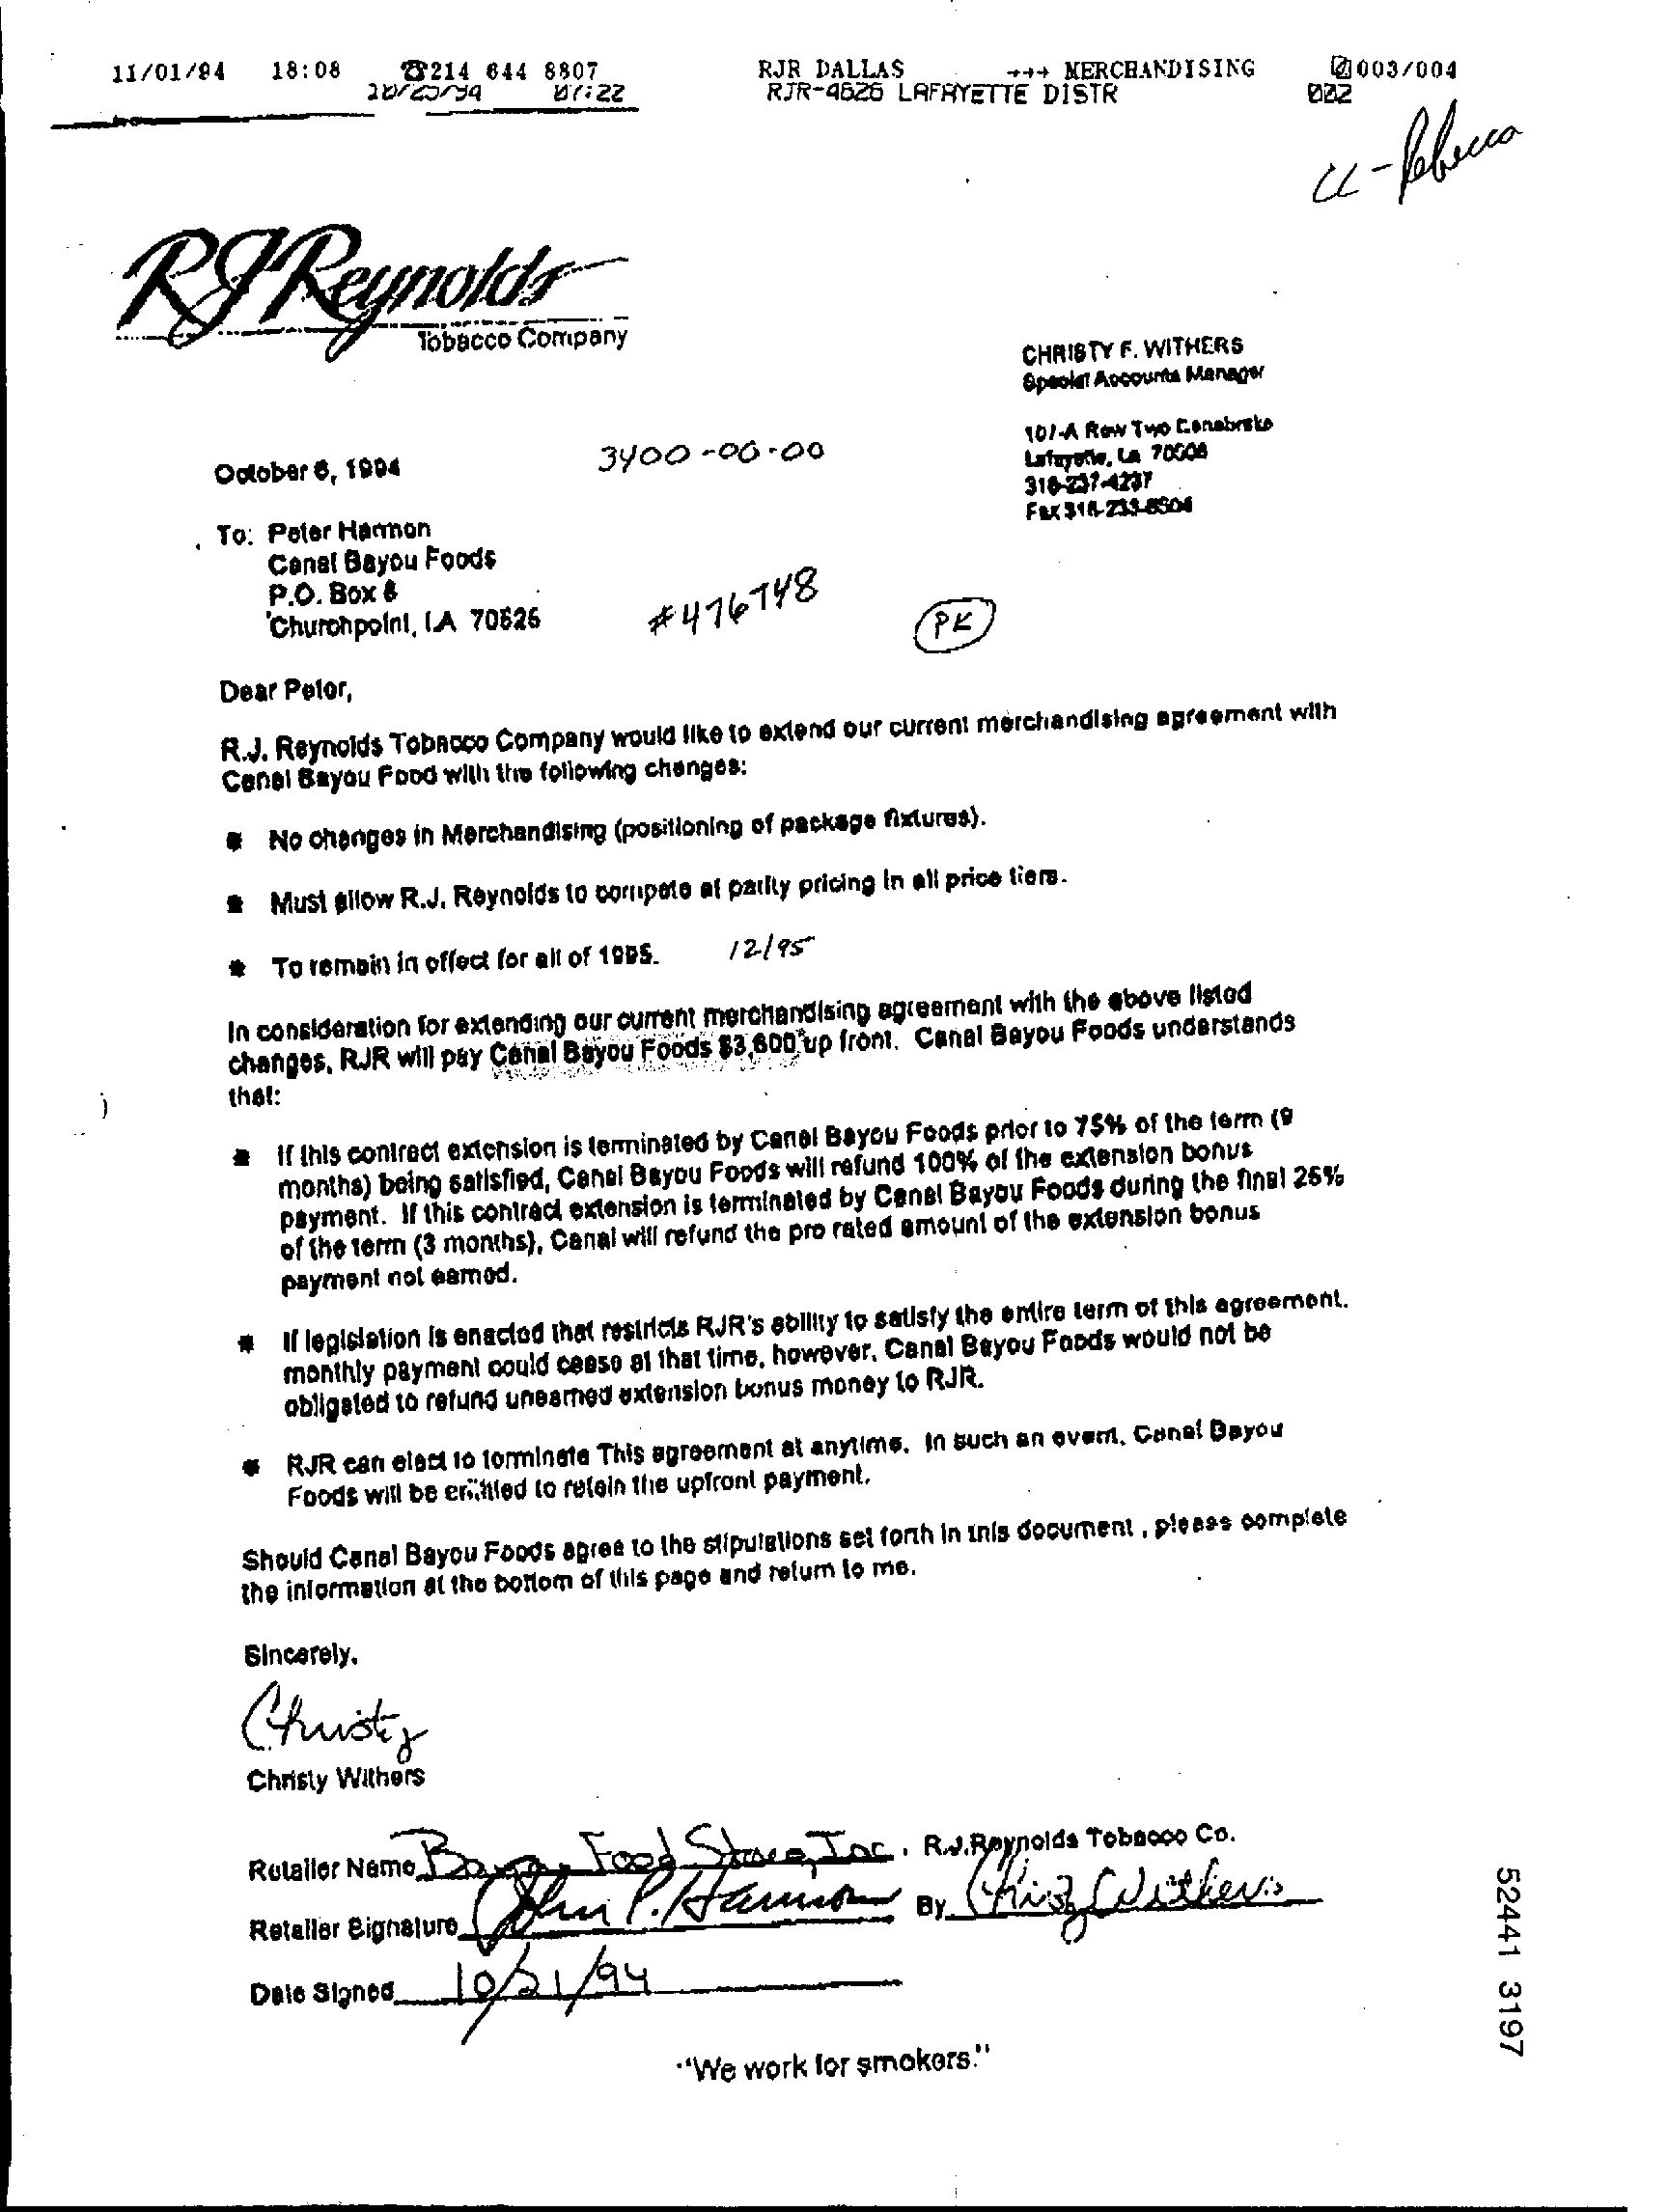 11/01/94 18:08 ☎214 644 8807 RJR DALLAS →→→ MERCHANDISING 003/004
10/25/94 07:22 RJR-4626 LAFAYETTE DISTR 002
cc - Rebecca
RJReynolds
Tobacco Company
CHRISTY F. WITHERS
Special Accounts Manager
107-A Row Two Canebrake
Lafayette, La
318-237-4237
Fax 318-233-8504
October 6, 1994
3400-00-00
To: Peter Harmon
Canal Bayou Foods
P.O. Box 8
Churchpoint, LA 70525
#476748
PK
Dear Peter,
R.J. Reynolds Tobacco Company would like to extend our current merchandising agreement with
Canal Bayou Food with the following changes:
* No changes in Merchandising (positioning of package fixtures).
* Must allow R.J. Reynolds to compete at parity pricing in all price tiers.
* To remain in effect for all of 1995. 12/95
In consideration for extending our current merchandising agreement with the above listed
changes, RJR will pay Canal Bayou Foods $3,600 up front. Canal Bayou Foods understands
that:
* If this contract extension is terminated by Canal Bayou Foods prior to 75% of the term (9
months) being satisfied, Canal Bayou Foods will refund 100% of the extension bonus
payment. If this contract extension is terminated by Canal Bayou Foods during the final 25%
of the term (3 months), Canal will refund the pro rated amount of the extension bonus
payment not earned.
* If legislation is enacted that restricts RJR's ability to satisfy the entire term of this agreement.
monthly payment could cease at that time, however, Canal Bayou Foods would not be
obligated to refund unearned extension bonus money to RJR.
* RJR can elect to terminate This agreement at anytime. In such an event, Canal Bayou
Foods will be entitled to retain the upfront payment.
Should Canal Bayou Foods agree to the stipulations set forth in this document , please complete
the information at the bottom of this page and return to me.
Sincerely,
Christy
Christy Withers
Retailer Name Bayou Food Stores, Inc. R.J.Reynolds Tobacco Co.
Retailer Signature John P. Harmon By Christy Withers
Date Signed 10/21/94
"We work for smokers."
52441 3197